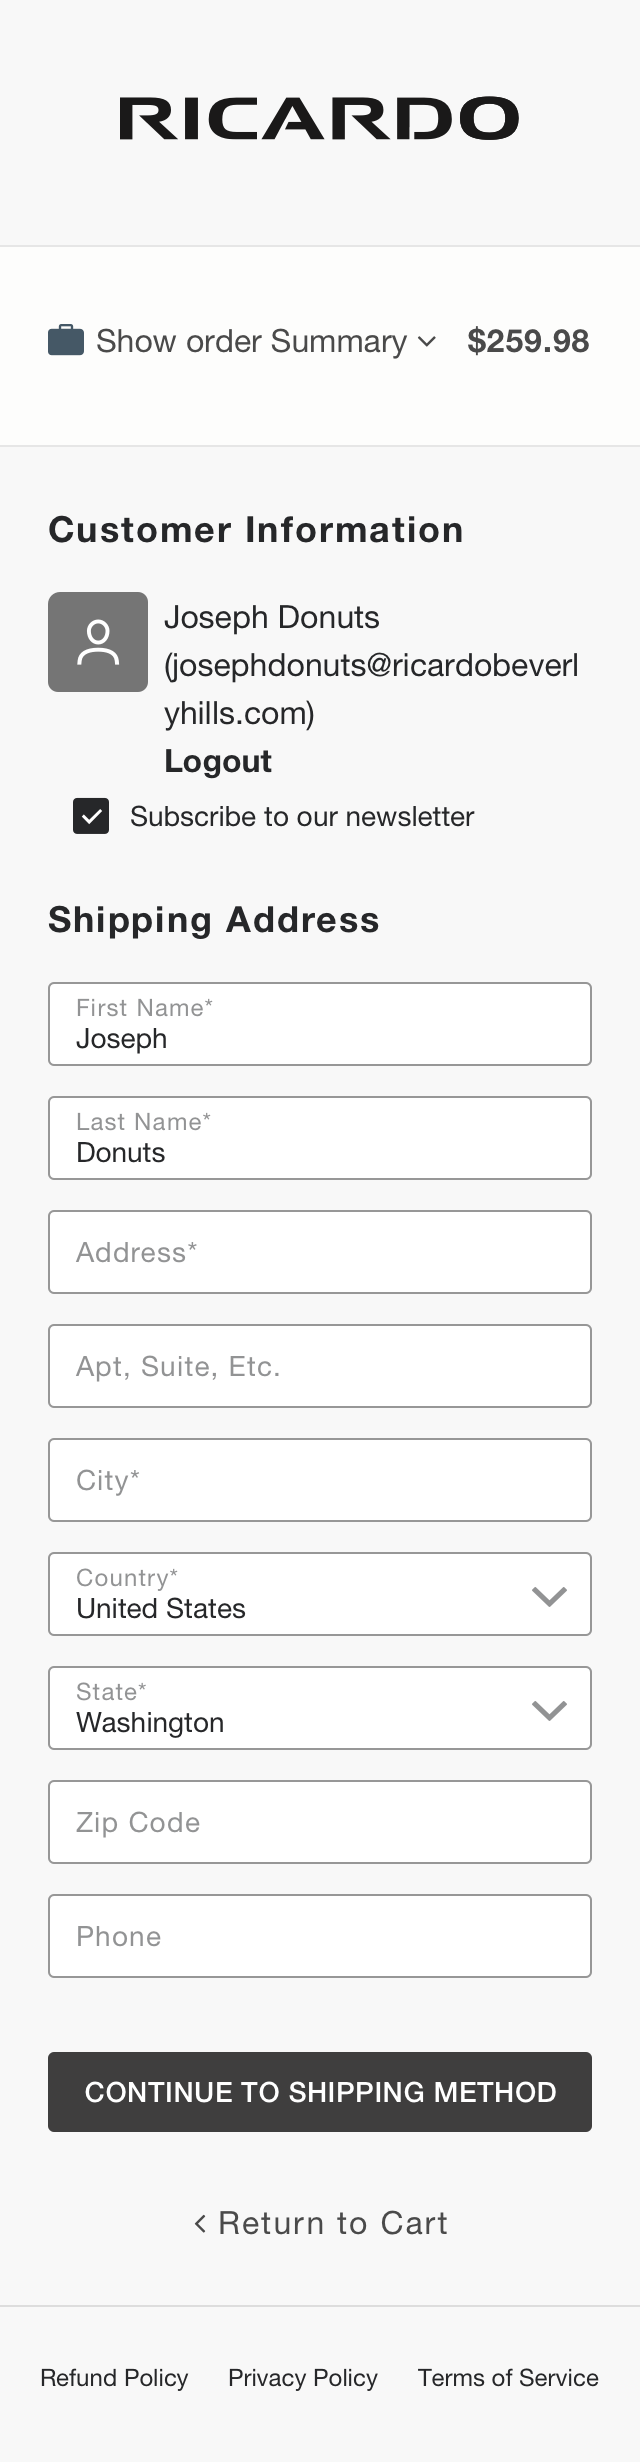 RICARDO
Show order Summary $259.98
Customer Information
Joseph Donuts
(josephdonuts@ricardobeverl
yhills.com)
Logout
Subscribe to our newsletter
Shipping Address
First Name*
Joseph
Last Name*
Donuts
Address*
Apt, Suite, Etc.
City*
Country*
United States
State*
Washington
Zip Code
Phone
CONTINUE TO SHIPPING METHOD
Return to Cart
Refund Policy Privacy Policy Terms of Service